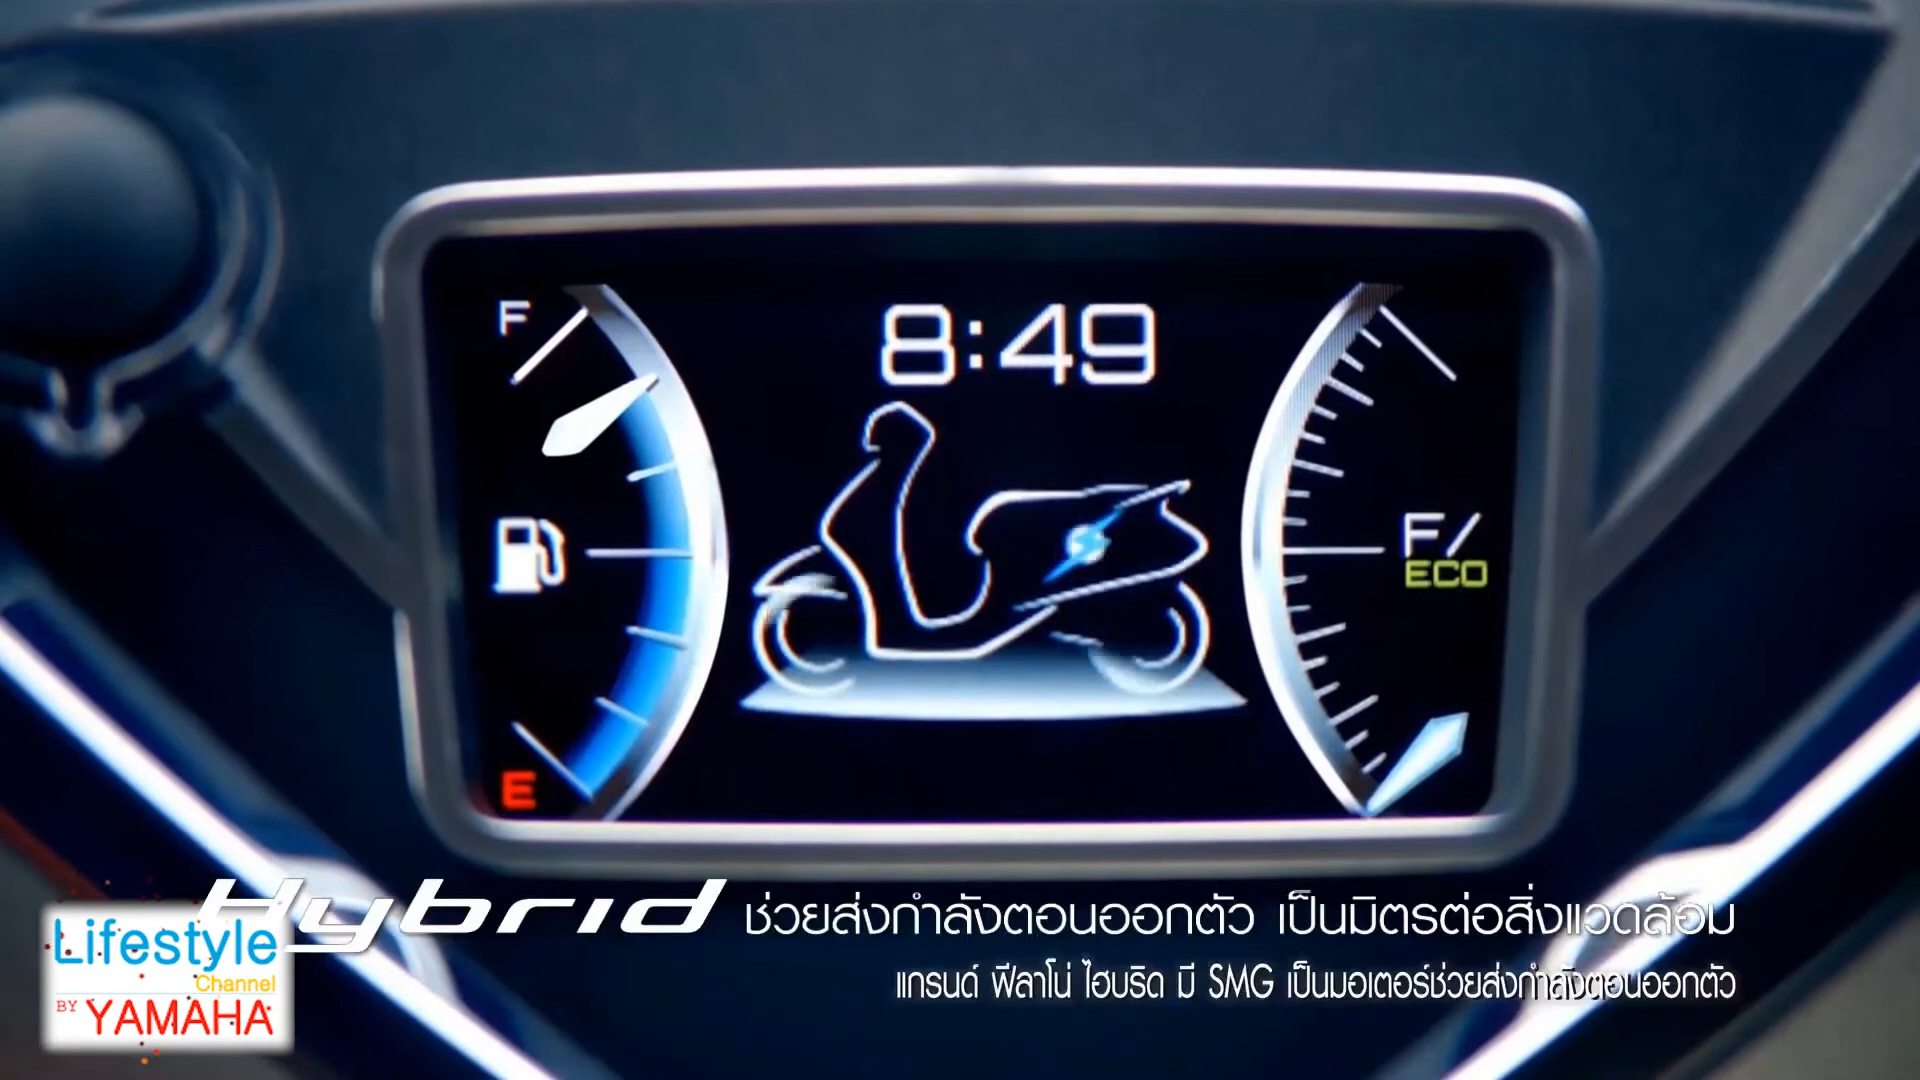 F
8:49
F/
ECO
E
Hybrid ช่วยส่งกำลังตอนออกตัว เป็นมิตรต่อสิ่งแวดล้อม
แกรนด์ ฟีลาโน่ ไฮบริด มี SMG เป็นมอเตอร์ช่วยส่งกำลังตอนออกตัว
Lifestyle
Channel
BY YAMAHA